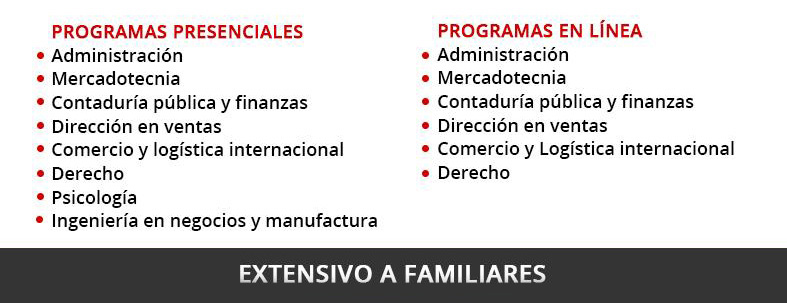 PROGRAMAS PRESENCIALES
• Administración
• Mercadotecnia
• Contaduría pública y finanzas
• Dirección en ventas
• Comercio y logística internacional
• Derecho
• Psicología
• Ingeniería en negocios y manufactura
PROGRAMAS EN LÍNEA
• Administración
• Mercadotecnia
• Contaduría pública y finanzas
• Dirección en ventas
• Comercio y Logística internacional
• Derecho
EXTENSIVO A FAMILIARES